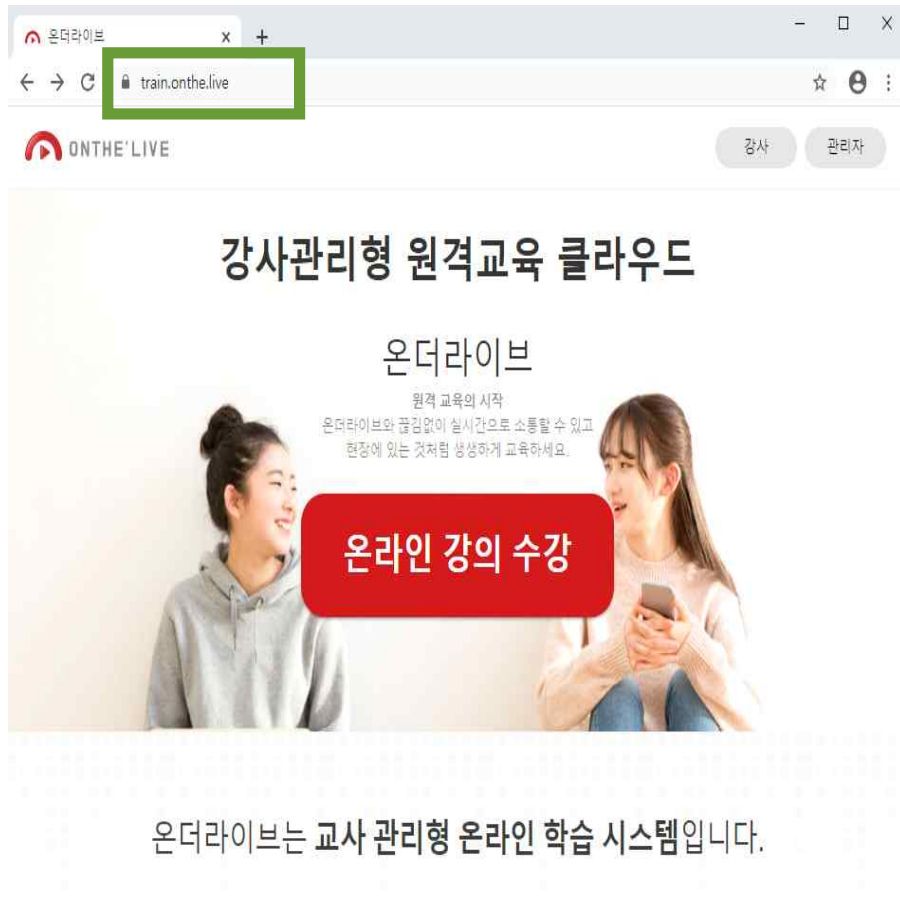 온더라이브
train.onthe.live
ONTHE'LIVE
강사
관리자
강사관리형 원격교육 클라우드
온더라이브
원격 교육의 시작
온더라이브와 끊김없이 실시간으로 소통할 수 있고
현장에 있는 것처럼 생생하게 교육하세요.
온라인 강의 수강
온더라이브는 교사 관리형 온라인 학습 시스템입니다.